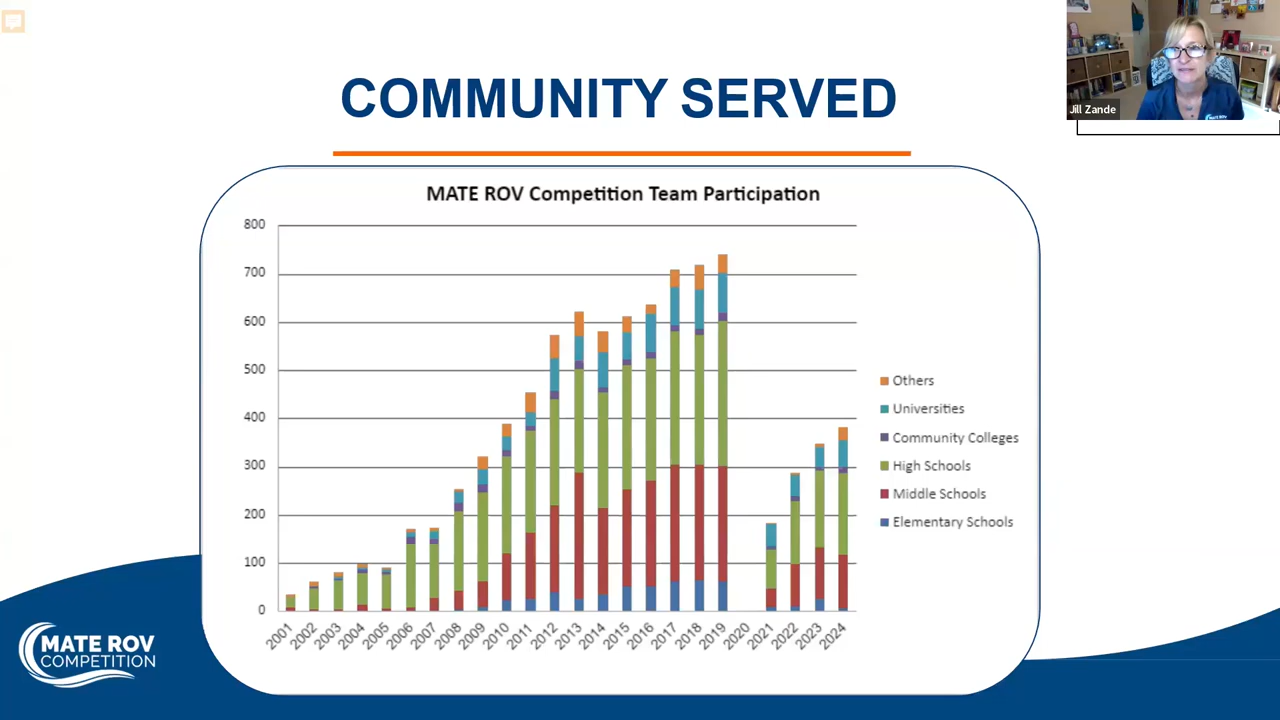 Jill Zande
MATE ROV
COMMUNITY SERVED
MATE ROV Competition Team Participation
800
700
600
500
400
300
200
100
0
2001
2002
2003
2004
2005
2006
2007
2008
2009
2010
2011
2012
2013
2014
2015
2016
2017
2018
2019
2020
2021
2022
2023
2024
Others
Universities
Community Colleges
High Schools
Middle Schools
Elementary Schools
MATE ROV
COMPETITION